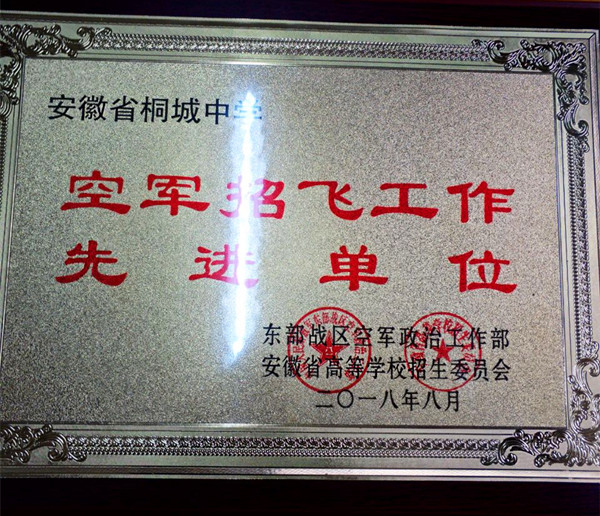 安徽省桐城中学
空军招飞工作
先进单位
东部战区空军政治工作部
安徽省高等学校招生委员会
二〇一八年八月